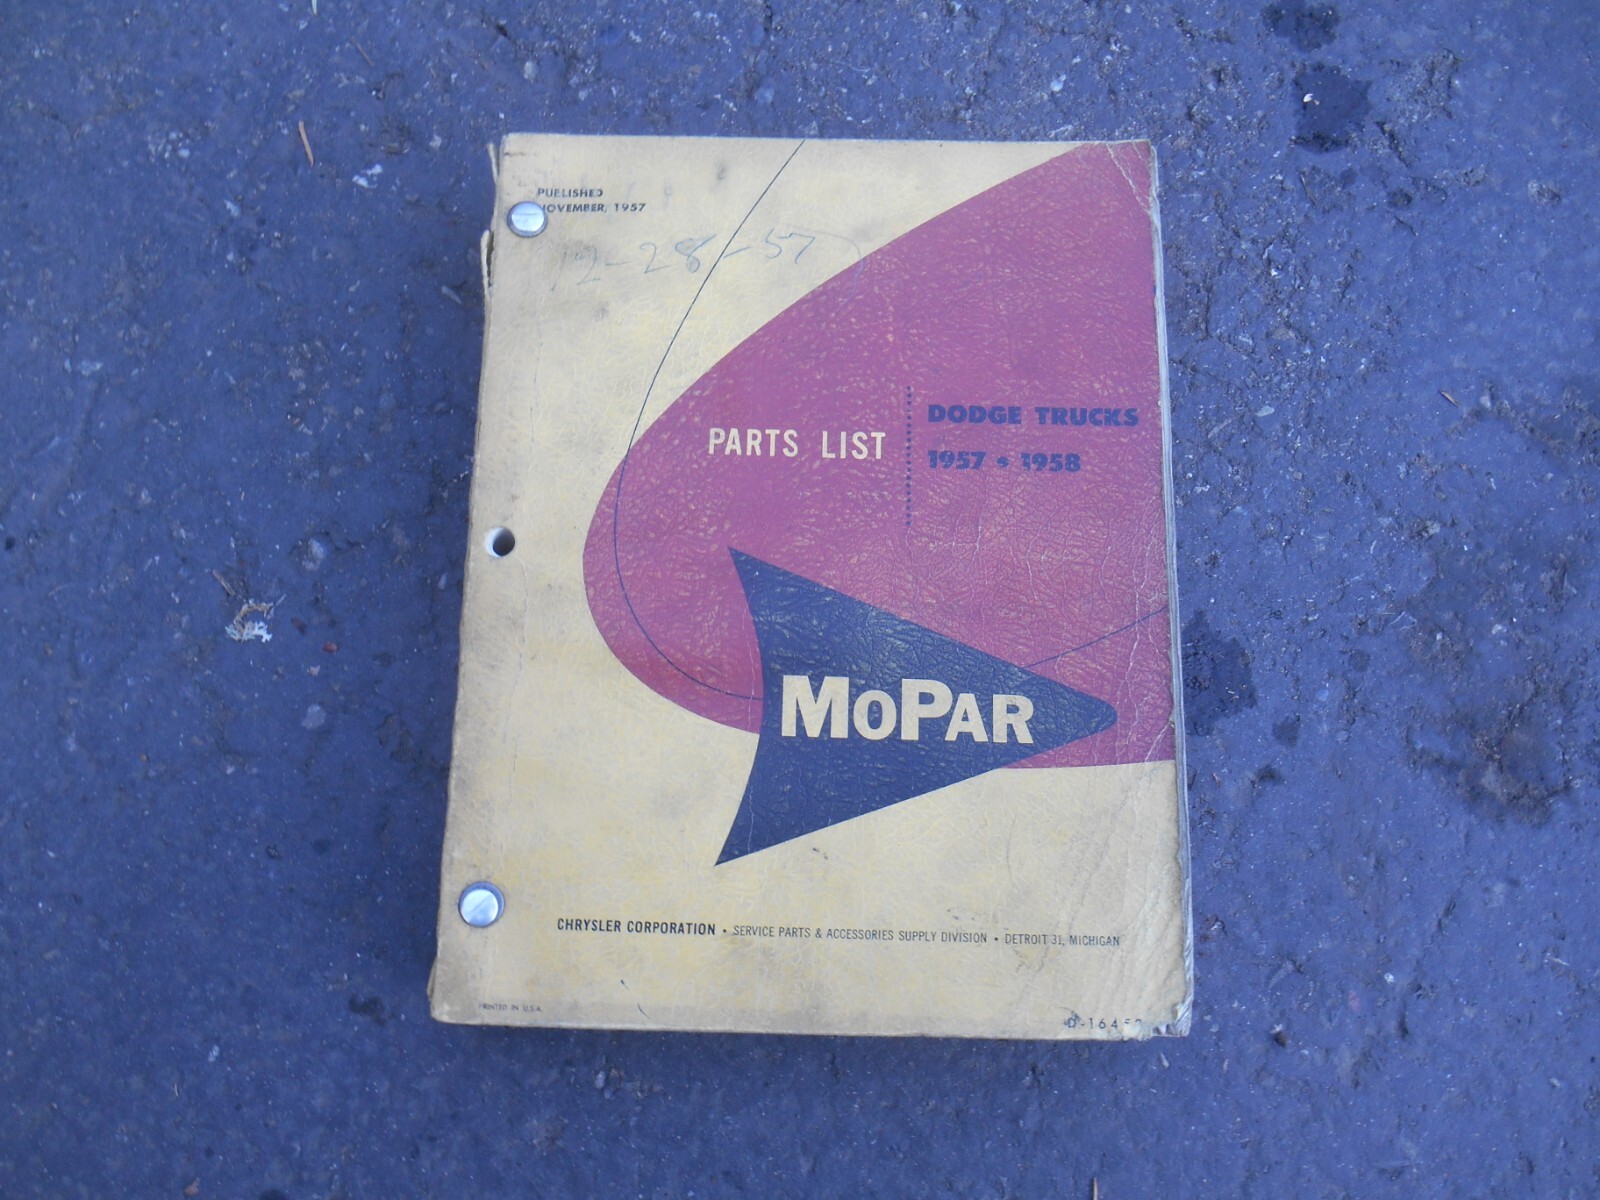 PUBLISHED
NOVEMBER, 1957
12-28-57
PARTS LIST
DODGE TRUCKS
1957 • 1958
MOPAR
CHRYSLER CORPORATION • SERVICE PARTS & ACCESSORIES SUPPLY DIVISION • DETROIT 31, MICHIGAN
PRINTED IN U.S.A.